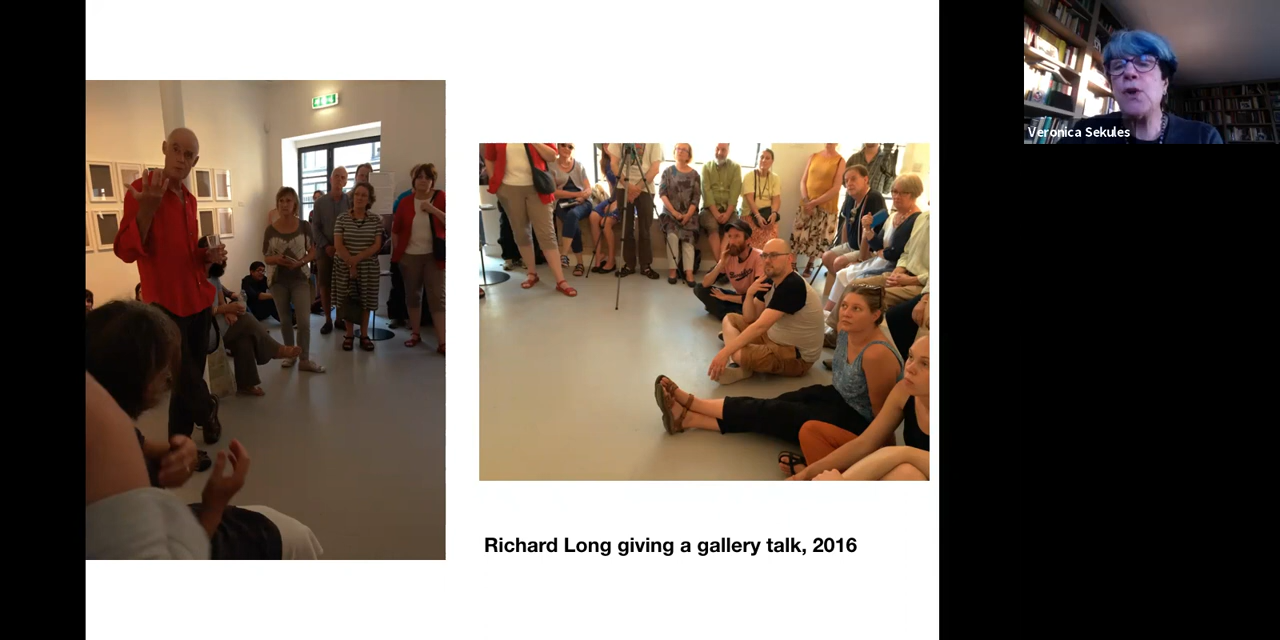 Veronica Sekules
Richard Long giving a gallery talk, 2016